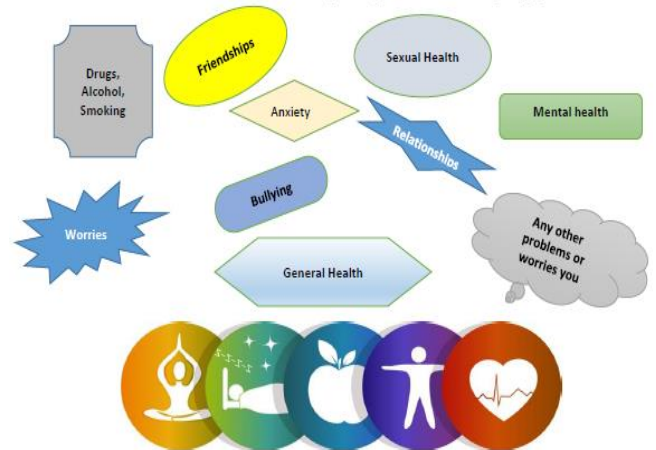 Friendships
Sexual Health
Drugs,
Alcohol,
Smoking
Anxiety
Mental health
Relationships
Bullying
Worries
Any other
problems or
worries you
General Health